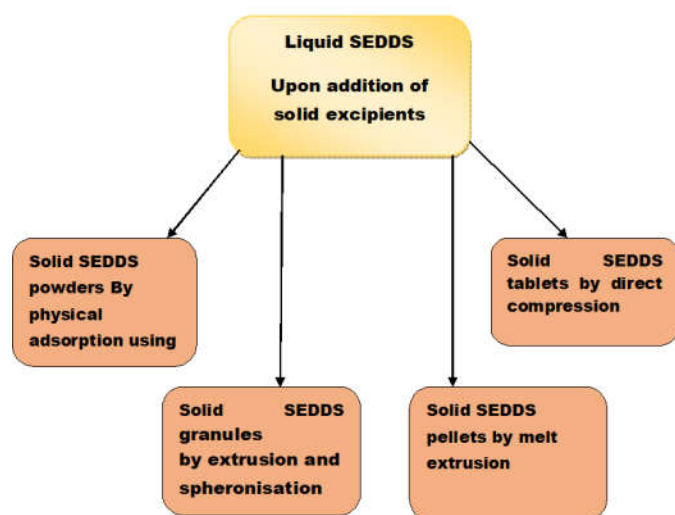 Liquid SEDDS
Upon addition of
solid excipients
Solid SEDDS
powders By
physical
adsorption using
Solid SEDDS
tablets by direct
compression
Solid SEDDS
granules
by extrusion and
spheronisation
Solid SEDDS
pellets by melt
extrusion